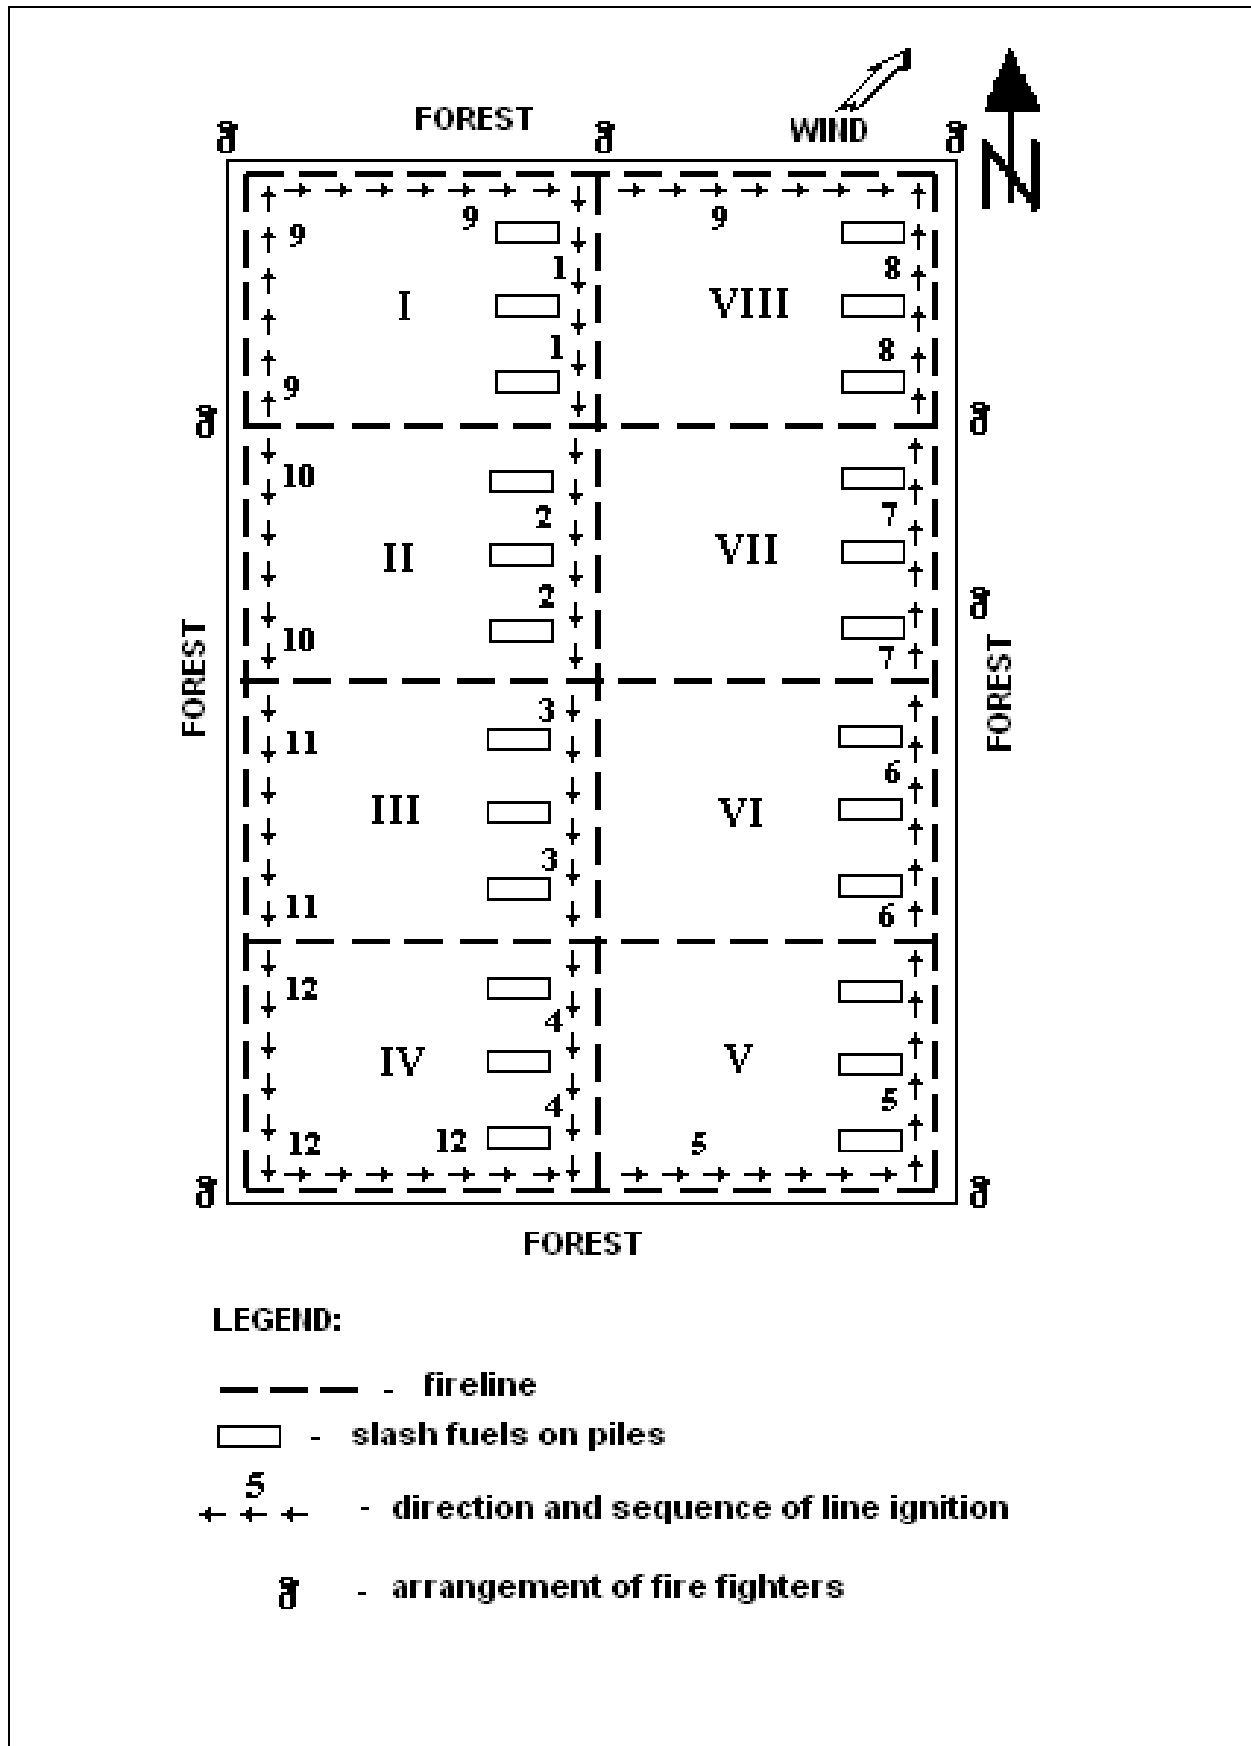 FOREST
WIND
N
9
9
9
1
8
I
VIII
1
8
9
10
2
7
II
VII
2
10
7
FOREST
FOREST
3
11
6
III
VI
3
11
6
12
4
IV
V
4
5
12
12
5
FOREST
LEGEND:
- fireline
- slash fuels on piles
5
- direction and sequence of line ignition
- arrangement of fire fighters